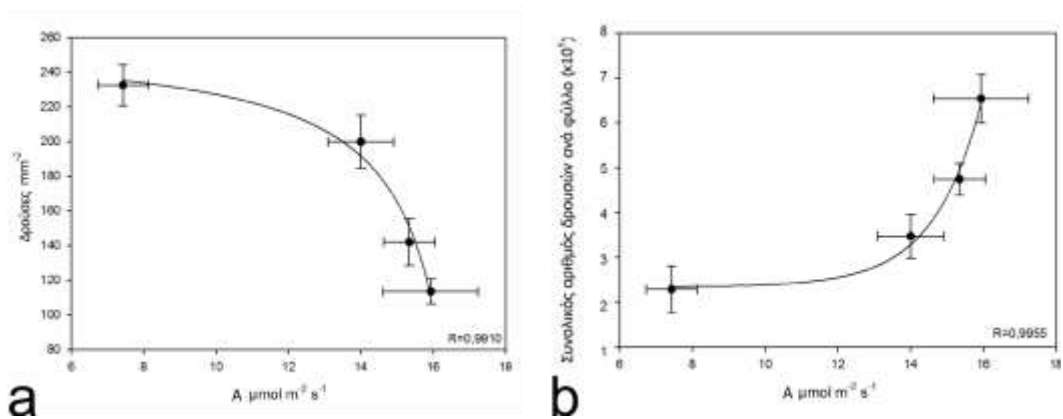 260
240
220
200
180
160
140
120
100
80
Δρούσες mm⁻²
6 8 10 12 14 16 18
A μmol m⁻² s⁻¹
R=0,9910
a
8
7
6
5
4
3
2
1
Συνολικός αριθμός δρουσών ανά φύλλο (x10⁵)
6 8 10 12 14 16 18
A μmol m⁻² s⁻¹
R=0,9955
b